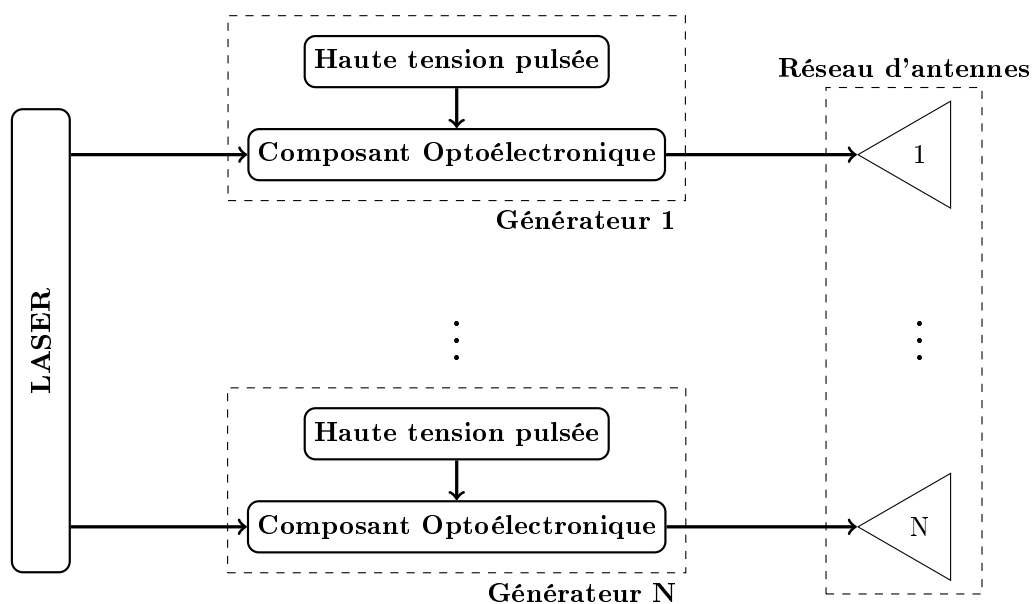 Haute tension pulsée
Réseau d'antennes
Composant Optoélectronique
1
Générateur 1
LASER
Haute tension pulsée
Composant Optoélectronique
N
Générateur N